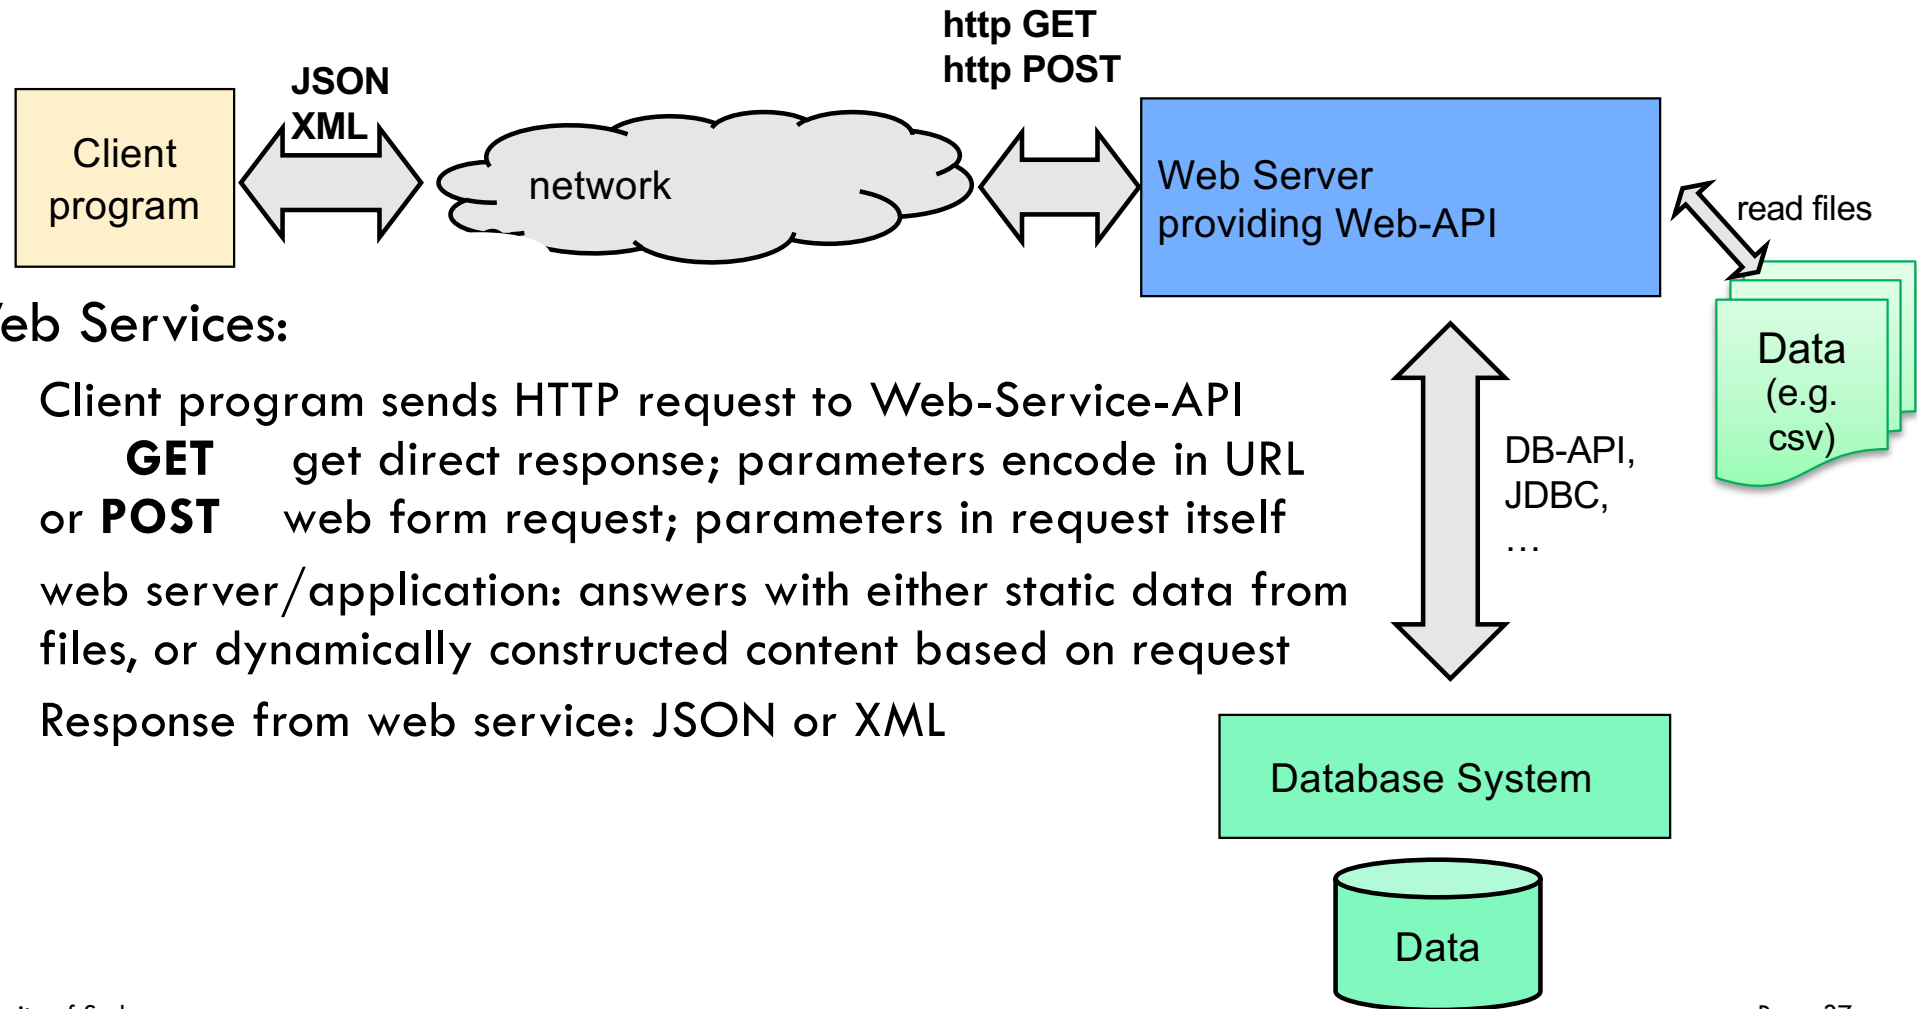 http GET
http POST
JSON
XML
Client
program
network
Web Server
providing Web-API
read files
Data
(e.g.
csv)
eb Services:
Client program sends HTTP request to Web-Service-API
GET get direct response; parameters encode in URL
or POST web form request; parameters in request itself
web server/application: answers with either static data from
files, or dynamically constructed content based on request
Response from web service: JSON or XML
DB-API,
JDBC,
…
Database System
Data